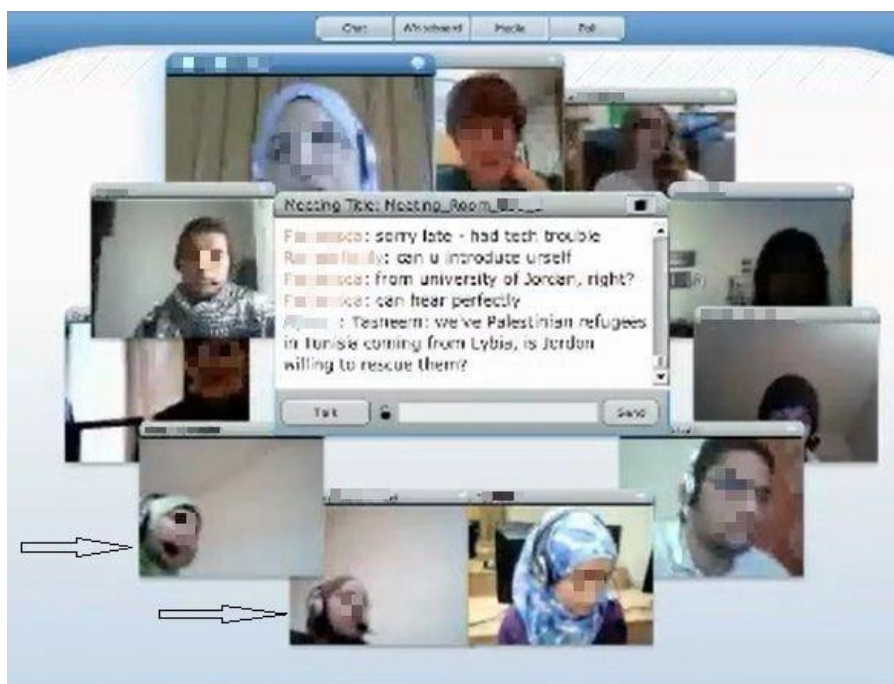 Chat Whiteboard Media Poll
Meeting Title: Meeting_Room_
sorry late - had tech trouble
can u introduce urself
from university of Jordan, right?
can hear perfectly
: Tasneem: we've Palestinian refugees
in Tunisia coming from Lybia, is Jordan
willing to rescue them?
Talk Send